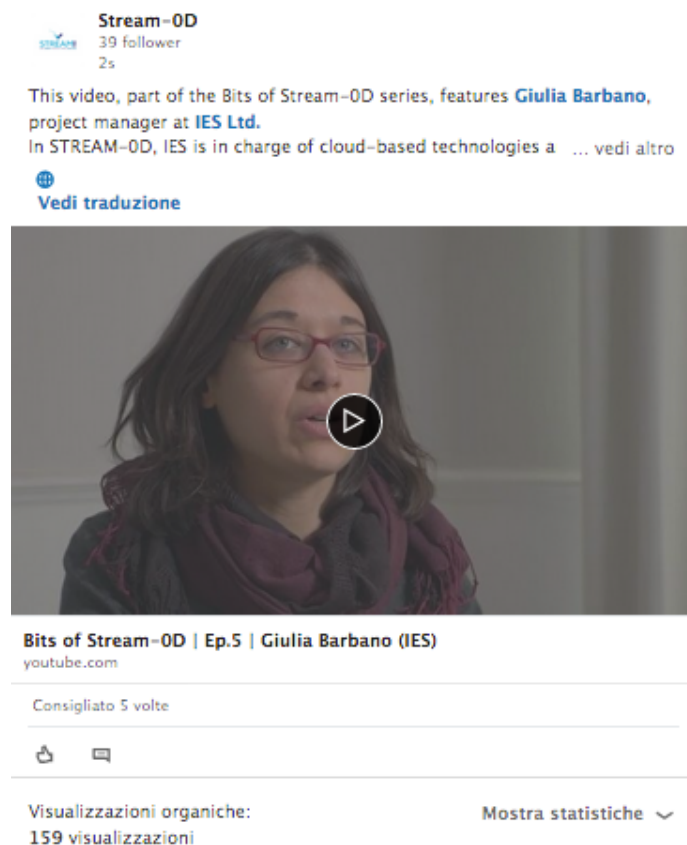 Stream-0D
STREAM
39 follower
2s
This video, part of the Bits of Stream-0D series, features Giulia Barbano,
project manager at IES Ltd.
In STREAM-0D, IES is in charge of cloud-based technologies a ... vedi altro
Vedi traduzione
Bits of Stream-0D | Ep.5 | Giulia Barbano (IES)
youtube.com
Consigliato 5 volte
Visualizzazioni organiche:
Mostra statistiche
159 visualizzazioni